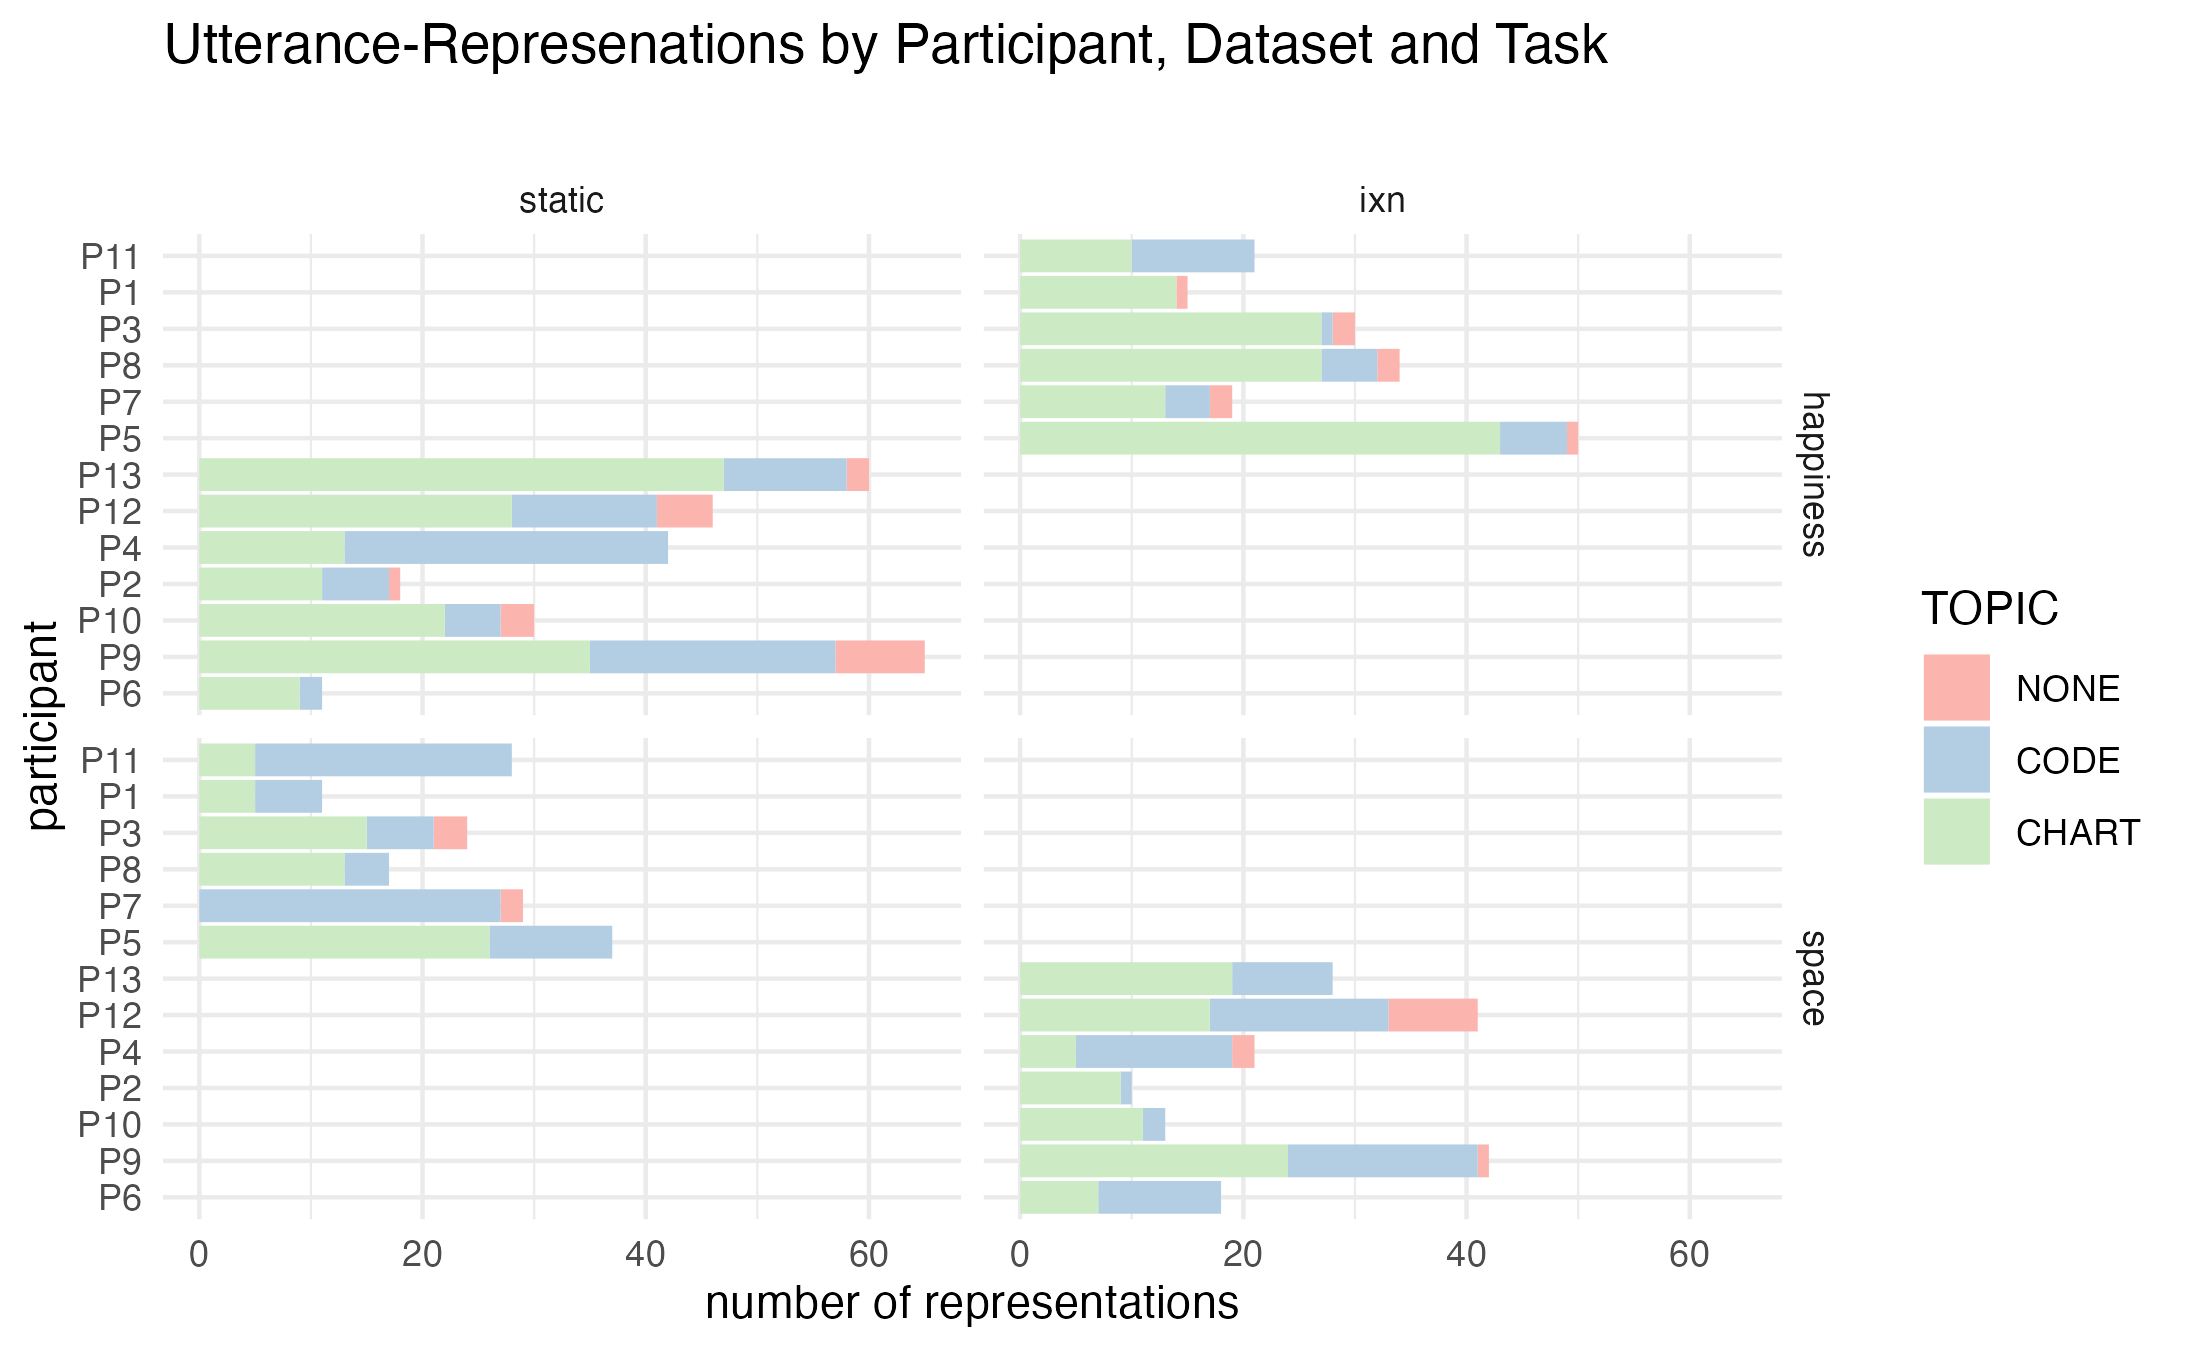 Utterance-Represenations by Participant, Dataset and Task
static
ixn
participant
P11
P1
P3
P8
P7
P5
P13
P12
P4
P2
P10
P9
P6
happiness
P11
P1
P3
P8
P7
P5
P13
P12
P4
P2
P10
P9
P6
space
0 20 40 60
0 20 40 60
number of representations
TOPIC
NONE
CODE
CHART